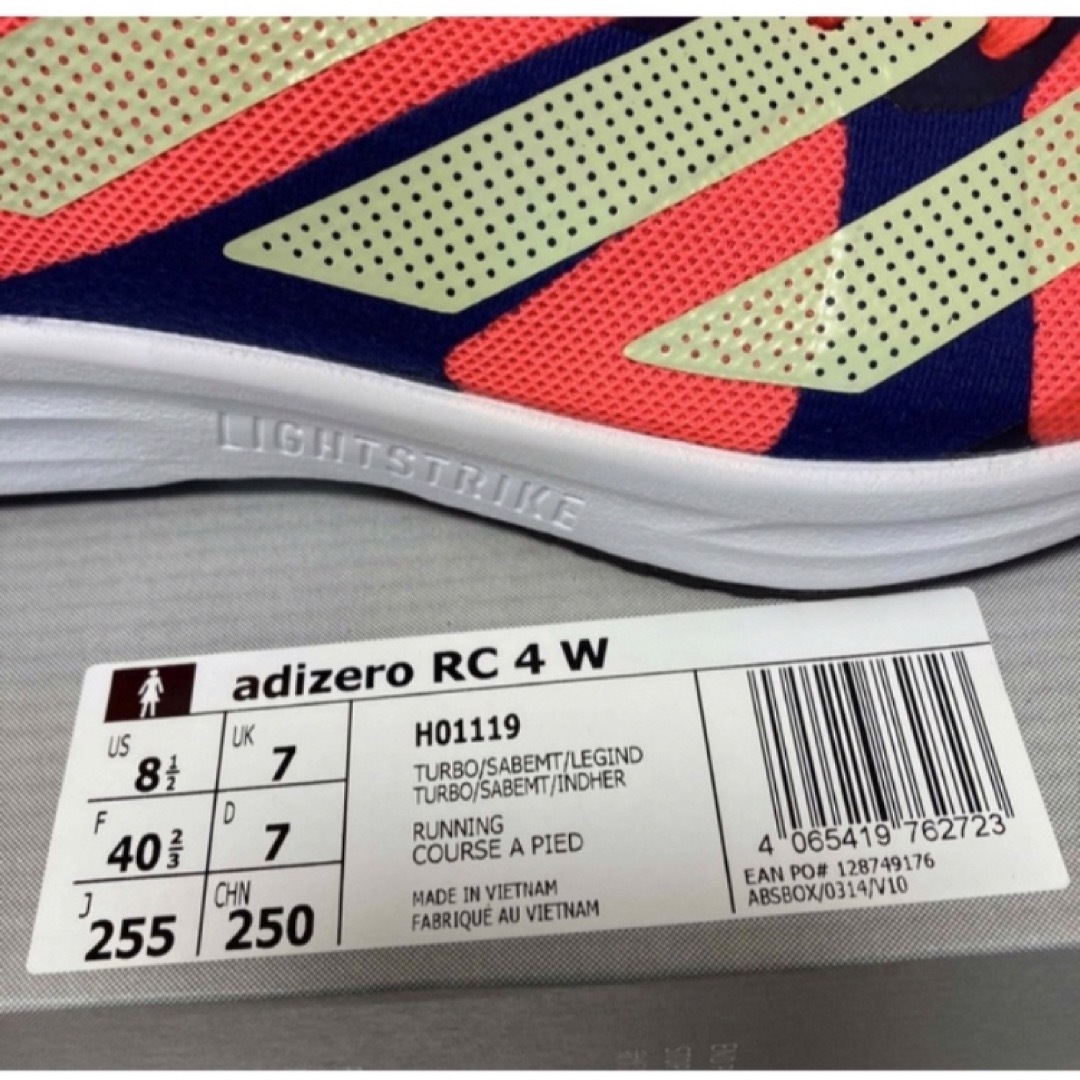 LIGHTSTRIKE
adizero RC 4 W
US 8 1/2
UK 7
F 40 2/3
D 7
J 255
CHN 250
H01119
TURBO/SABEMT/LEGIND
TURBO/SABEMT/INDHER
RUNNING
COURSE A PIED
MADE IN VIETNAM
FABRIQUÉ AU VIETNAM
4 065419 762723
EAN PO# 128749176
ABSBOX/0314/V10